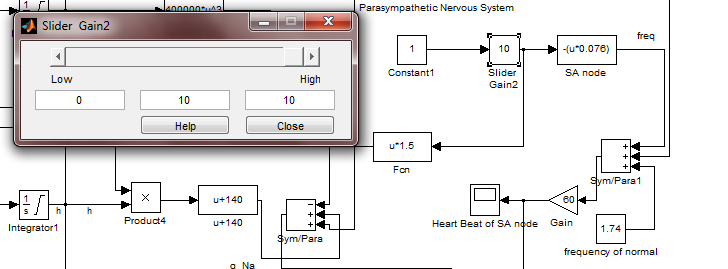 400000*u^3
Parasympathetic Nervous System
Slider Gain2
Low
High
0
10
10
Help
Close
1
Constant1
10
Slider
Gain2
-(u*0.076)
SA node
freq
u*1.5
Fcn
+
+
+
Sym/Para1
1
s
Integrator1
h
h
×
Product4
u+140
u+140
−
+
+
Sym/Para
Heart Beat of SA node
60
Gain
1.74
frequency of normal
g_Na